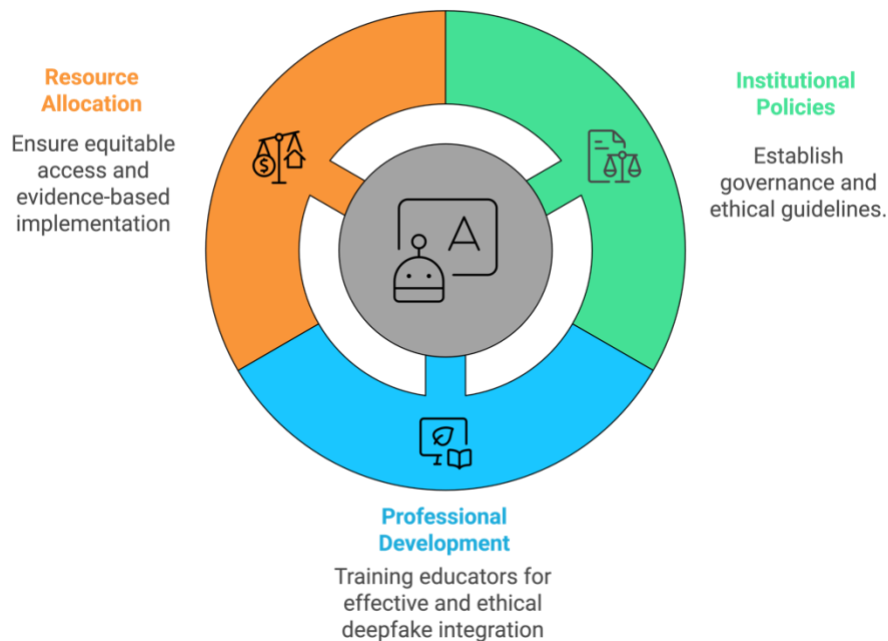 Resource
Allocation
Ensure equitable
access and
evidence-based
implementation
Institutional
Policies
Establish
governance and
ethical guidelines.
$
A
Professional
Development
Training educators for
effective and ethical
deepfake integration